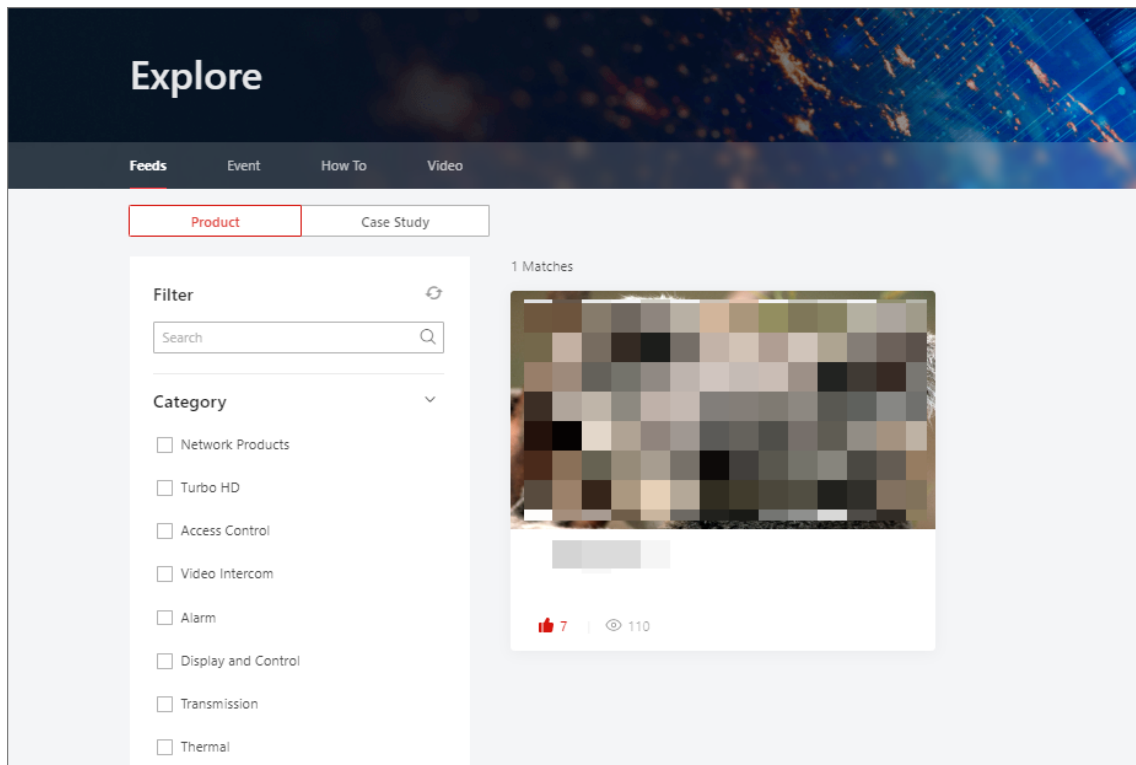 Explore
Feeds Event How To Video
Product Case Study
Filter
Search
Category
Network Products
Turbo HD
Access Control
Video Intercom
Alarm
Display and Control
Transmission
Thermal
1 Matches
7 110